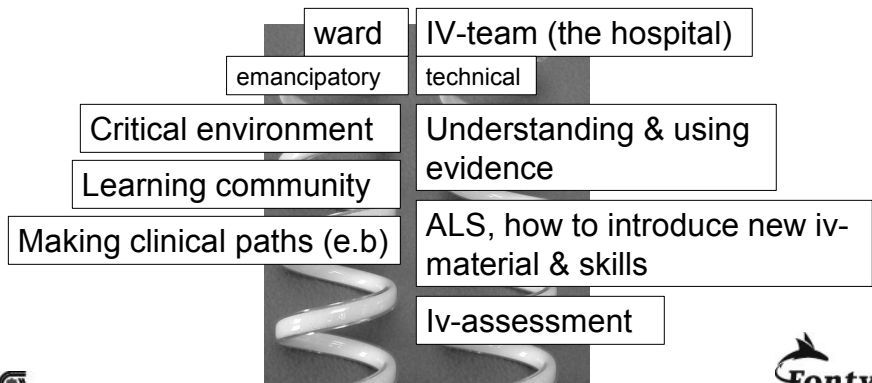 ward
IV-team (the hospital)
emancipatory
technical
Critical environment
Understanding & using
evidence
Learning community
Making clinical paths (e.b)
ALS, how to introduce new iv-
material & skills
Iv-assessment